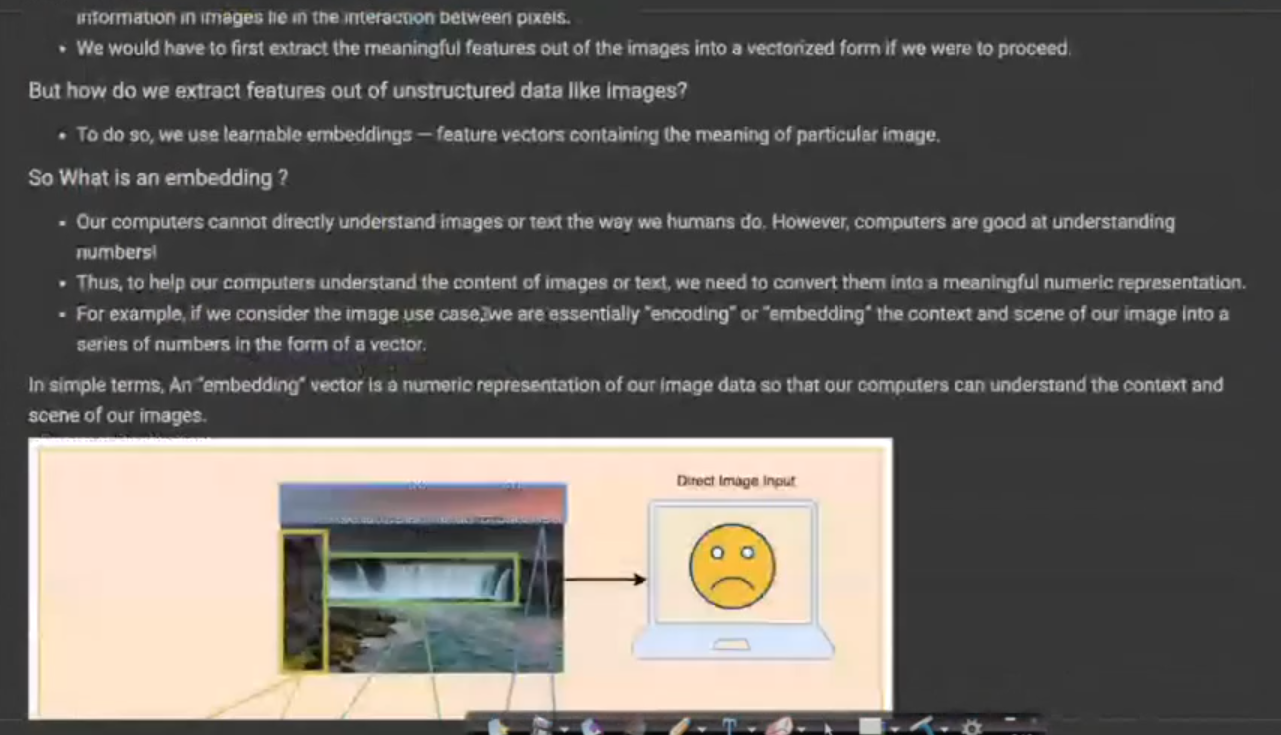 information in images lie in the interaction between pixels.
• We would have to first extract the meaningful features out of the images into a vectorized form if we were to proceed.
But how do we extract features out of unstructured data like images?
• To do so, we use learnable embeddings — feature vectors containing the meaning of particular image.
So What is an embedding ?
• Our computers cannot directly understand images or text the way we humans do. However, computers are good at understanding
numbers!
• Thus, to help our computers understand the content of images or text, we need to convert them into a meaningful numeric representation.
• For example, if we consider the image use case, we are essentially "encoding" or "embedding" the context and scene of our image into a
series of numbers in the form of a vector.
In simple terms, An "embedding" vector is a numeric representation of our image data so that our computers can understand the context and
scene of our images.
Direct Image Input